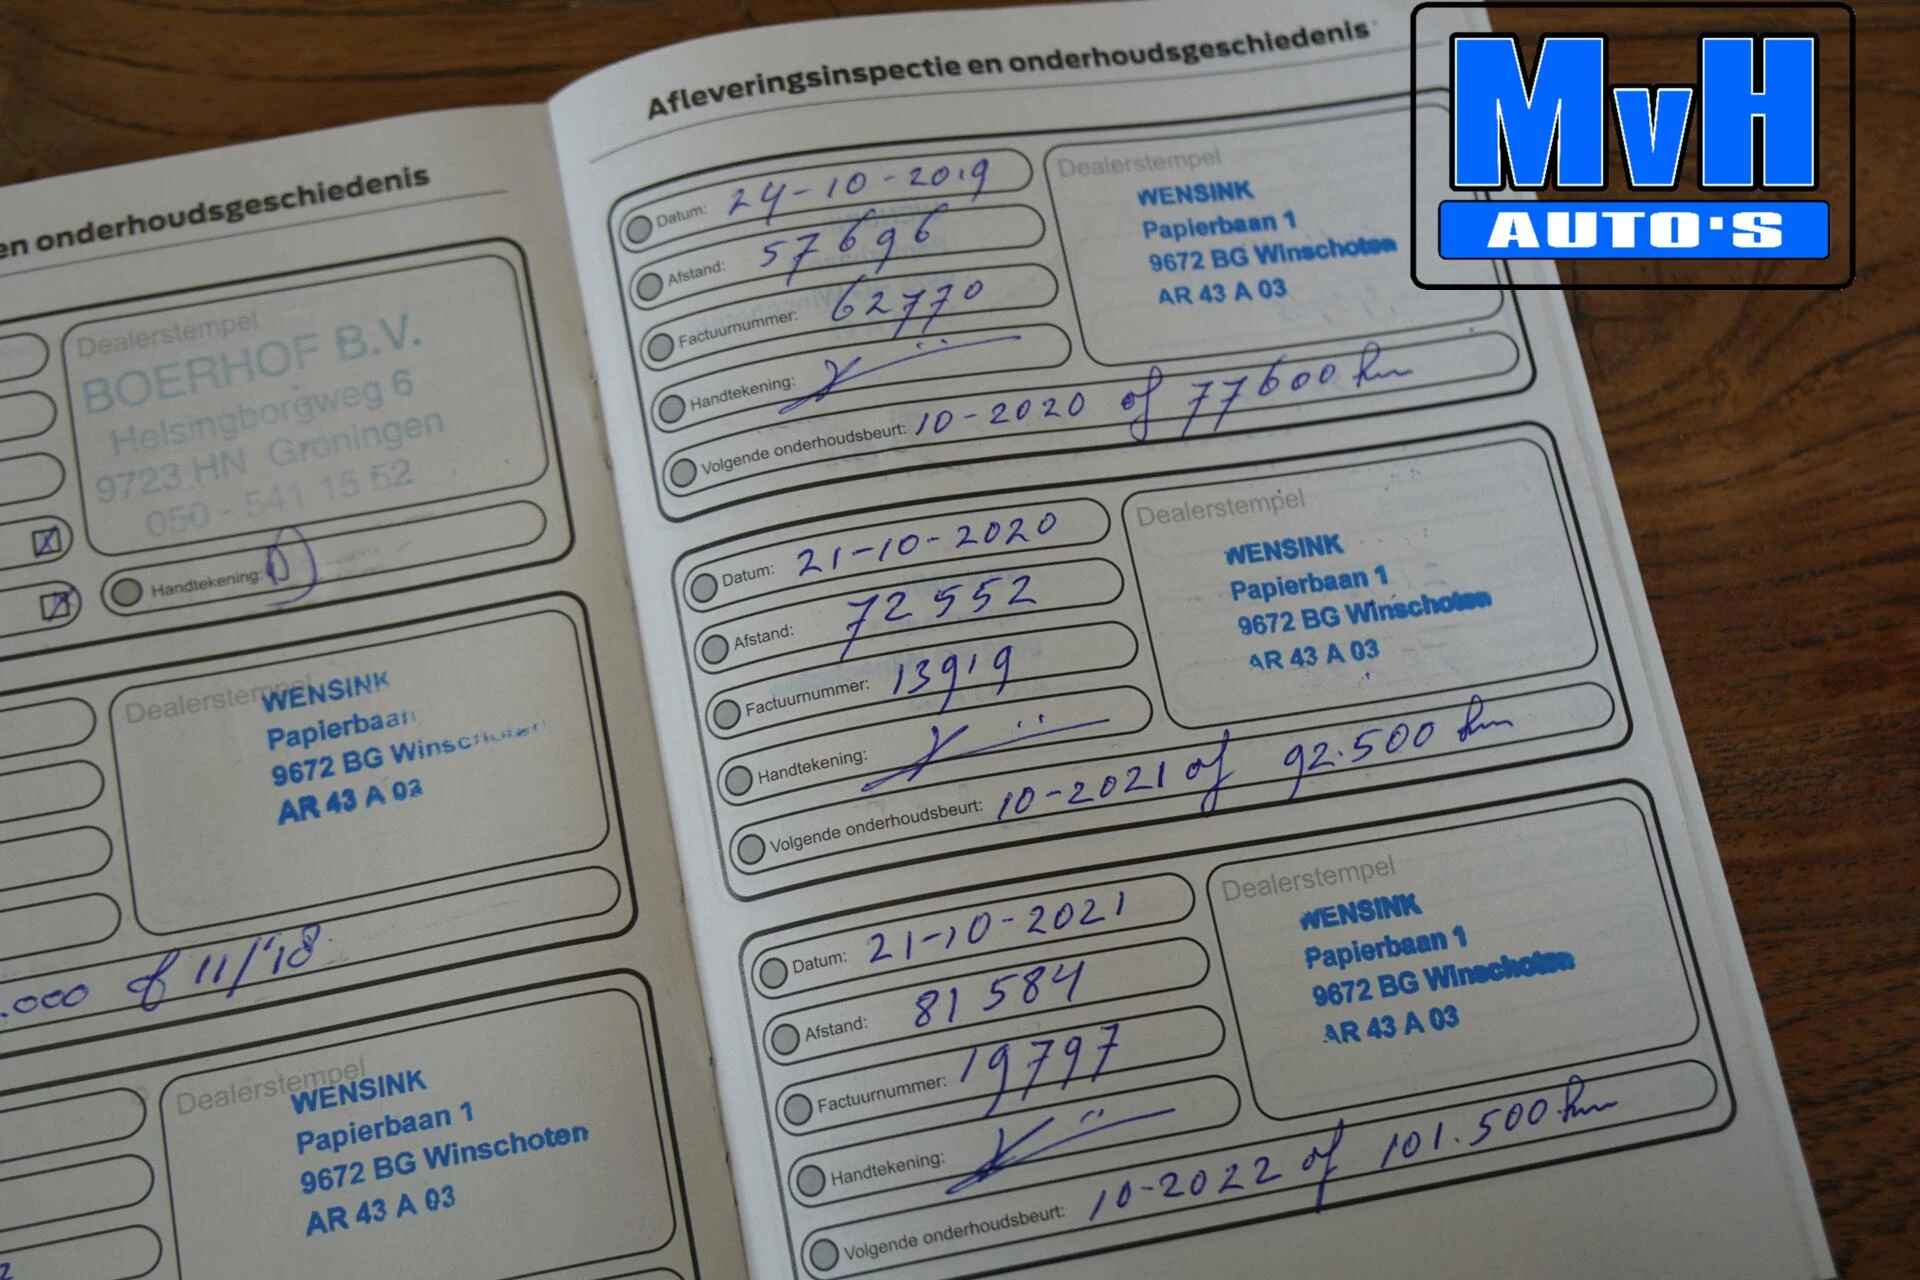 en onderhoudsgeschiedenis
Dealerstempel
BOERHOF B.V.
Helsingborgweg 6
9723 HN Groningen
050 - 541 15 52
Handtekening:
Dealerstempel
WENSINK
Papierbaan
9672 BG Winschoten
AR 43 A 03
.000 of 11/'18
Dealerstempel
WENSINK
Papierbaan 1
9672 BG Winschoten
AR 43 A 03
Afleveringsinspectie en onderhoudsgeschiedenis
Datum: 24-10-2019
Afstand: 57696
Factuurnummer: 62770
Handtekening:
Volgende onderhoudsbeurt: 10-2020 of 77600 km
Dealerstempel
WENSINK
Papierbaan 1
9672 BG Winschoten
AR 43 A 03
Datum: 21-10-2020
Afstand: 72552
Factuurnummer: 13919
Handtekening:
Volgende onderhoudsbeurt: 10-2021 of 92.500 km
Dealerstempel
WENSINK
Papierbaan 1
9672 BG Winschoten
AR 43 A 03
Datum: 21-10-2021
Afstand: 81584
Factuurnummer: 19797
Handtekening:
Volgende onderhoudsbeurt: 10-2022 of 101.500 km
Dealerstempel
WENSINK
Papierbaan 1
9672 BG Winschoten
AR 43 A 03
MvH
AUTO'S